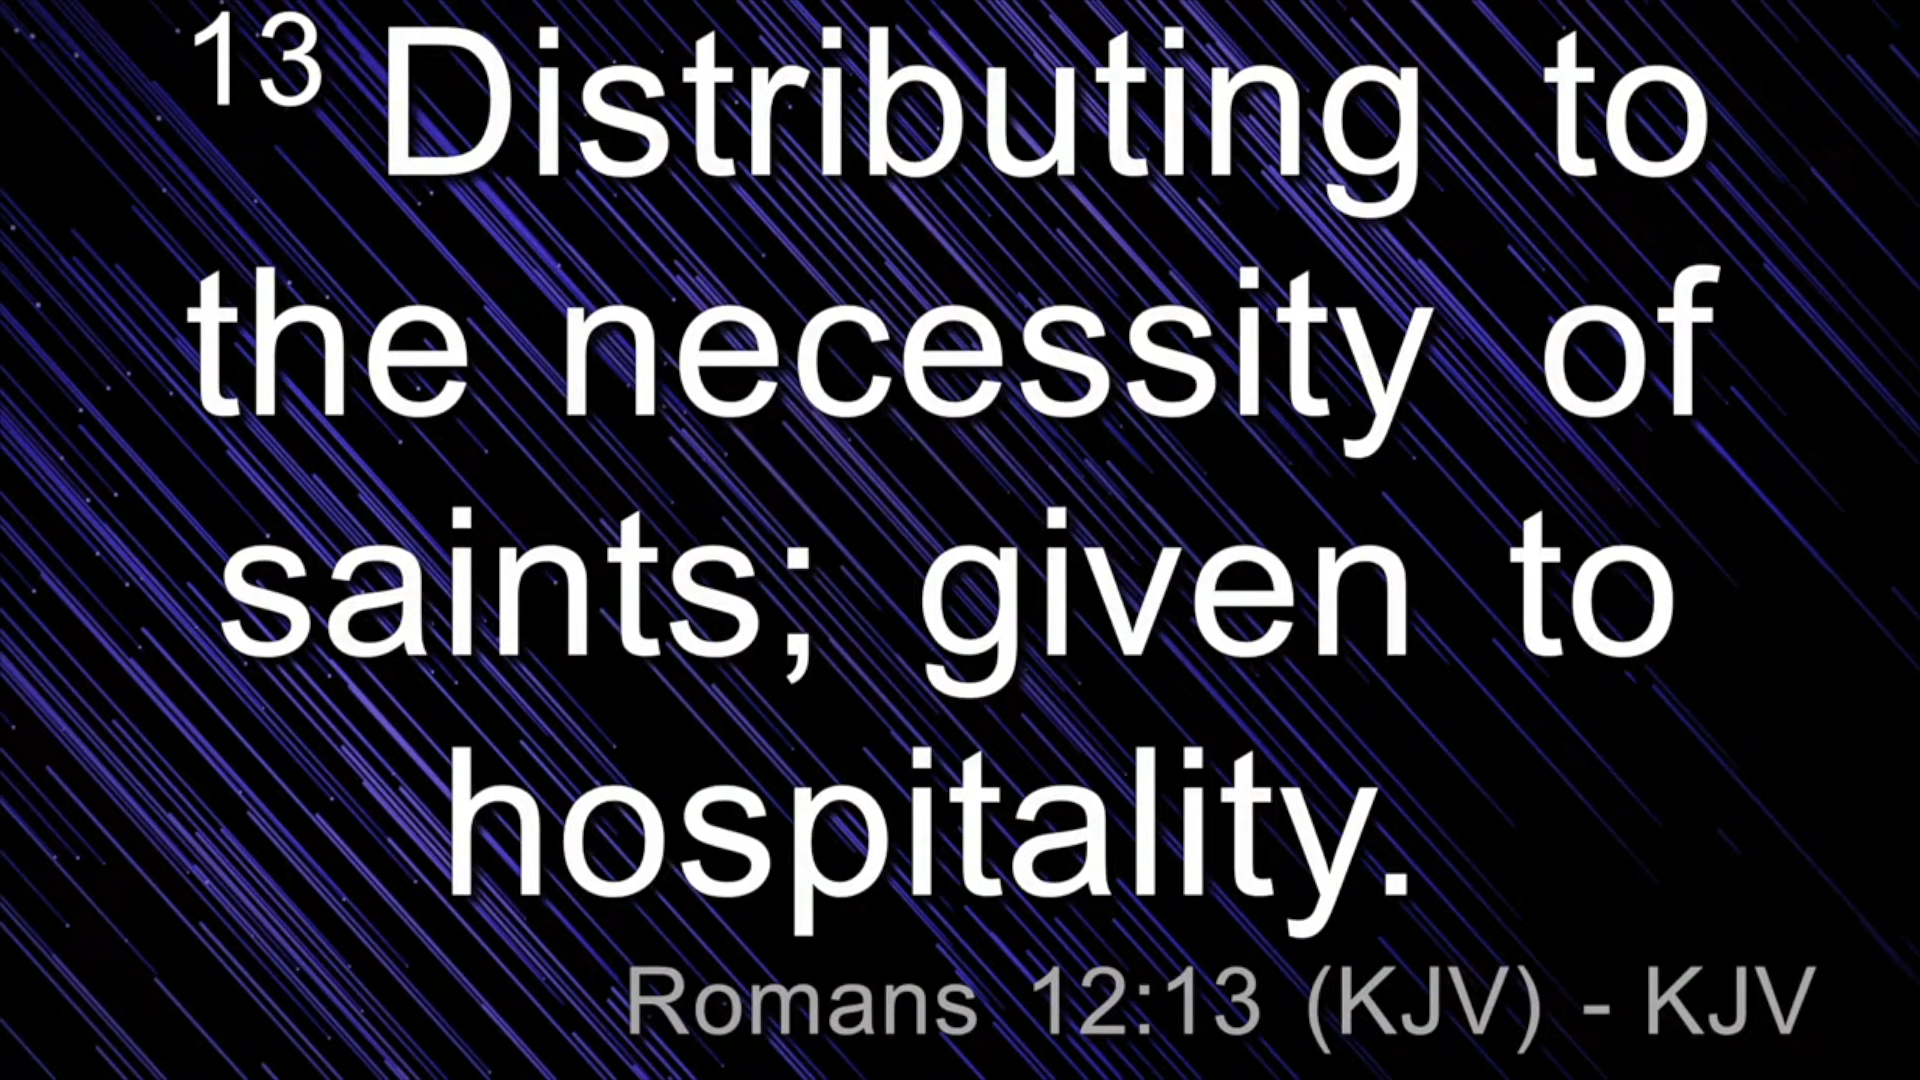 13 Distributing to
the necessity of
saints; given to
hospitality.
Romans 12:13 (KJV) - KJV